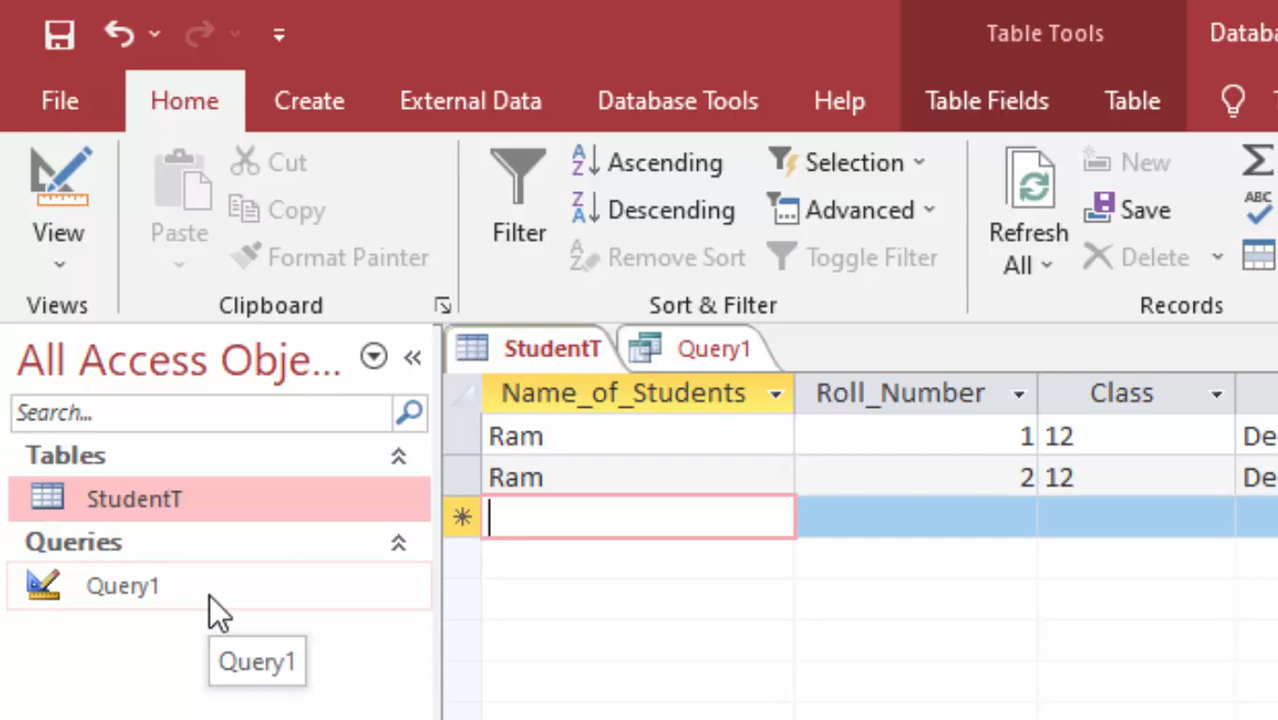 Table Tools
Datab
File
Home
Create
External Data
Database Tools
Help
Table Fields
Table
View
Views
Paste
Cut
Copy
Format Painter
Clipboard
Filter
Ascending
Descending
Remove Sort
Selection
Advanced
Toggle Filter
Sort & Filter
Refresh
All
New
Save
Delete
Records
ABC
All Access Obje...
Search...
Tables
StudentT
Queries
Query1
Query1
StudentT
Query1
Name_of_Students
Roll_Number
Class
Ram
1
12
De
Ram
2
12
De